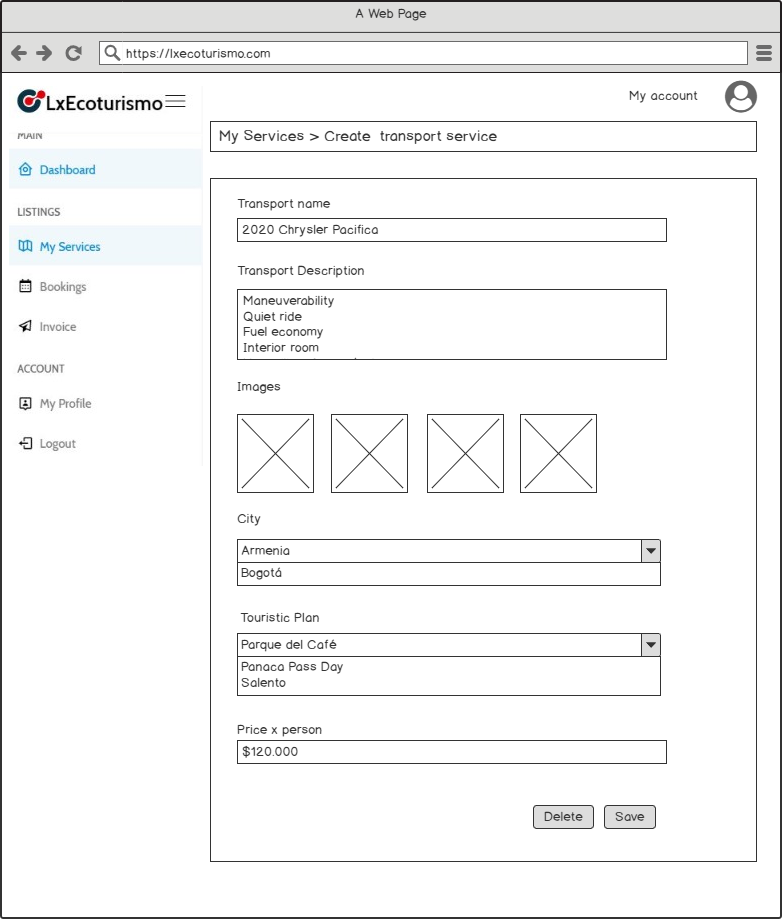 A Web Page
https://lxecoturismo.com
LxEcoturismo
My account
MAIN
Dashboard
LISTINGS
My Services
Bookings
Invoice
ACCOUNT
My Profile
Logout
My Services > Create transport service
Transport name
2020 Chrysler Pacifica
Transport Description
Maneuverability
Quiet ride
Fuel economy
Interior room
Images
City
Armenia
Bogotá
Touristic Plan
Parque del Café
Panaca Pass Day
Salento
Price x person
$120.000
Delete
Save